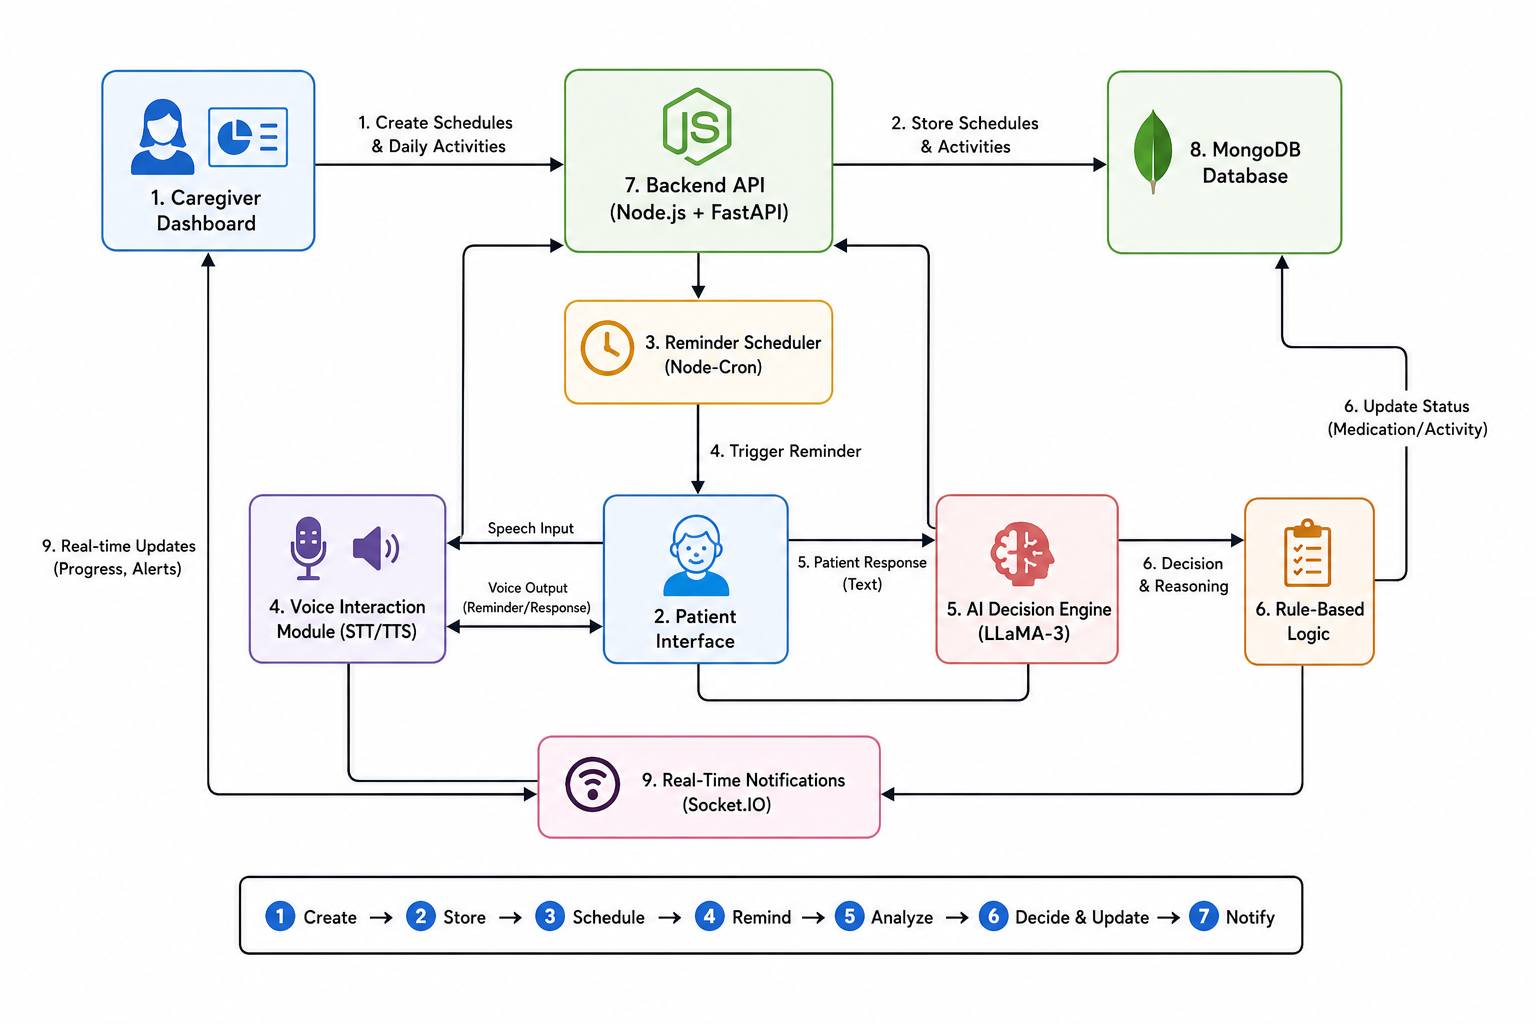 1. Create Schedules
& Daily Activities
2. Store Schedules
& Activities
1. Caregiver
Dashboard
JS
7. Backend API
(Node.js + FastAPI)
8. MongoDB
Database
3. Reminder Scheduler
(Node-Cron)
4. Trigger Reminder
6. Update Status
(Medication/Activity)
9. Real-time Updates
(Progress, Alerts)
4. Voice Interaction
Module (STT/TTS)
Speech Input
Voice Output
(Reminder/Response)
2. Patient
Interface
5. Patient Response
(Text)
5. AI Decision Engine
(LLaMA-3)
6. Decision
& Reasoning
6. Rule-Based
Logic
9. Real-Time Notifications
(Socket.IO)
1 Create → 2 Store → 3 Schedule → 4 Remind → 5 Analyze → 6 Decide & Update → 7 Notify